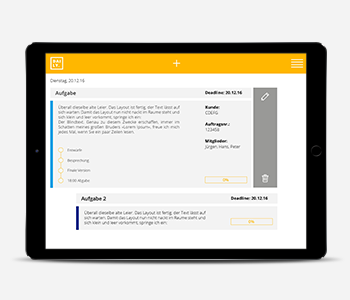 +
Dienstag, 20.12.16
Aufgabe
Deadline: 20.12.16
Überall dieselbe alte Leier. Das Layout ist fertig, der Text lässt auf
sich warten. Damit das Layout nun nicht nackt im Raume steht und
sich klein und leer vorkommt, springe ich ein:
der Blindtext. Genau zu diesem Zwecke erschaffen, immer im
Schatten meines großen Bruders »Lorem Ipsum«, freue ich mich
jedes Mal, wenn Sie ein paar Zeilen lesen.
Kunde:
CDEFG
Auftragsnr.:
123456
Mitglieder:
Jürgen Hans, Peter
Entwürfe
Besprechung
Finale Version
18:00 Abgabe
0%
Aufgabe 2
Deadline: 20.12.16
Überall dieselbe alte Leier. Das Layout ist fertig, der Text lässt auf
sich warten. Damit das Layout nun nicht nackt im Raume steht und
sich klein und leer vorkommt, springe ich ein:
0%